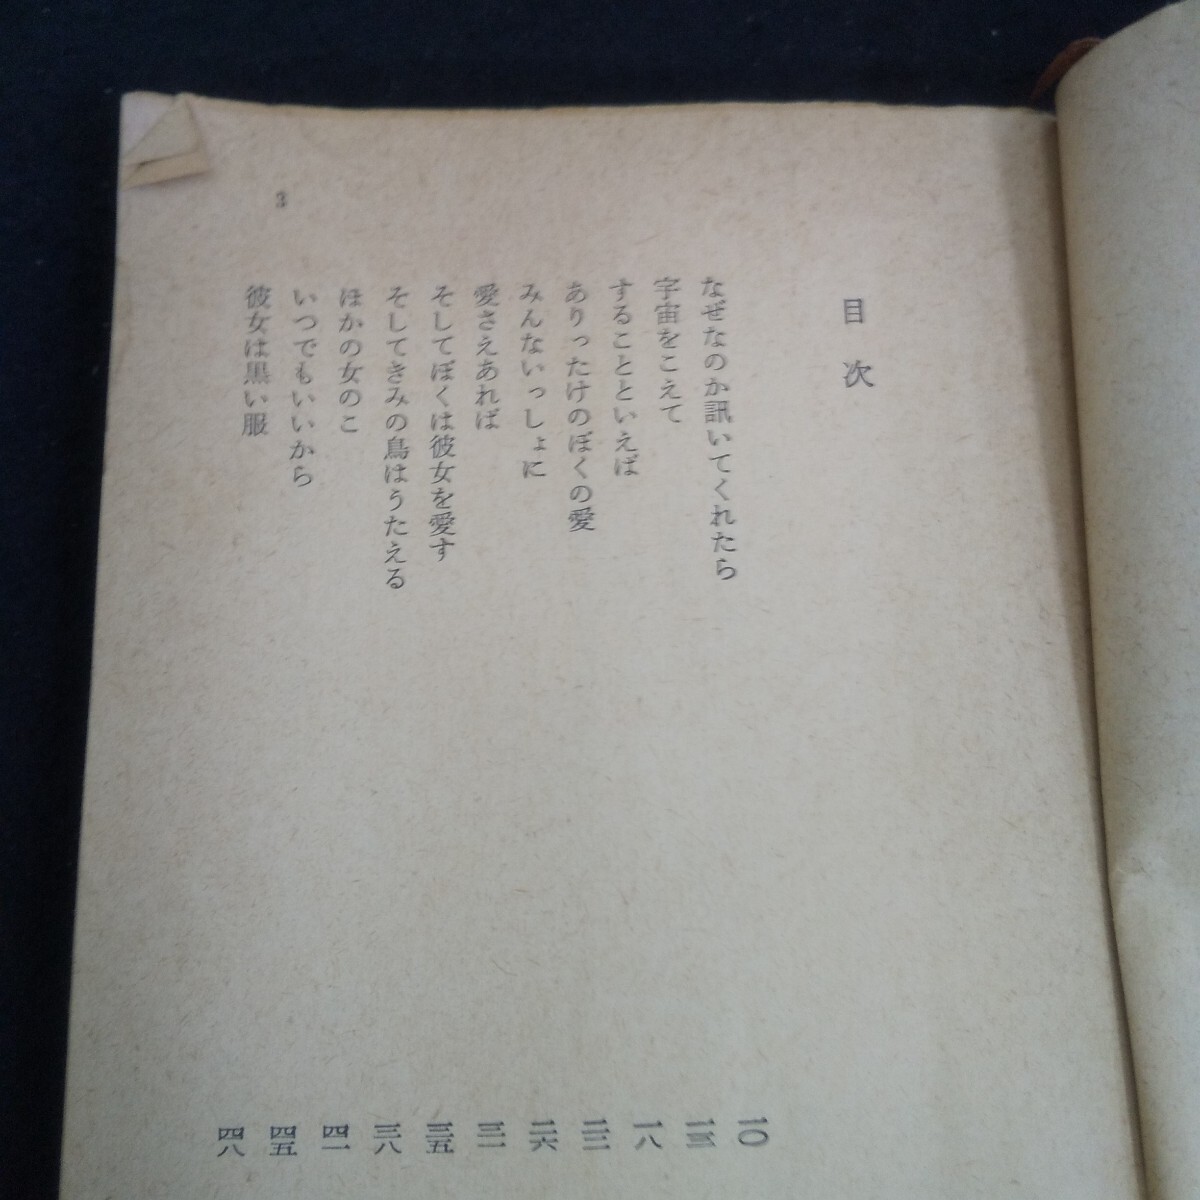 目次
なぜなのか訊いてくれたら 一〇
宇宙をこえて 一三
することといえば 一八
ありったけのぼくの愛 二二
みんないっしょに 二六
愛さえあれば 三一
そしてぼくは彼女を愛す 三五
そしてきみの鳥はうたえる 三八
ほかの女のこ 四一
いつでもいいから 四五
彼女は黒い服 四八
3